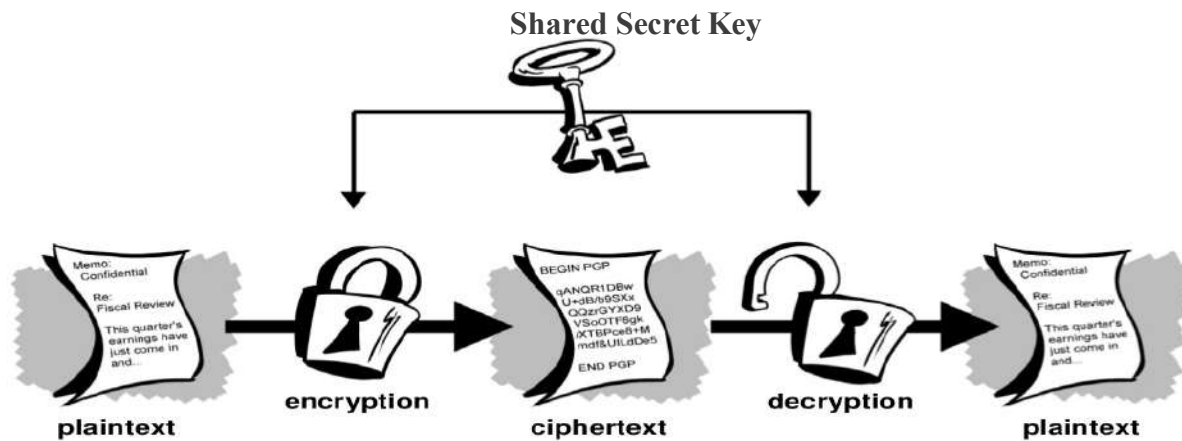 Shared Secret Key
Memo:
Confidential
Re:
Fiscal Review
This quarter's
earnings have
just come in
and...
BEGIN PGP
qANQR1DBw
U+dB/b9SXx
QQzrGYXD9
VSoOTF6gk
iXTBPce8+M
mdf&UILdDe5
END PGP
Memo:
Confidential
Re:
Fiscal Review
This quarter's
earnings have
just come in
and...
encryption
decryption
plaintext
ciphertext
plaintext